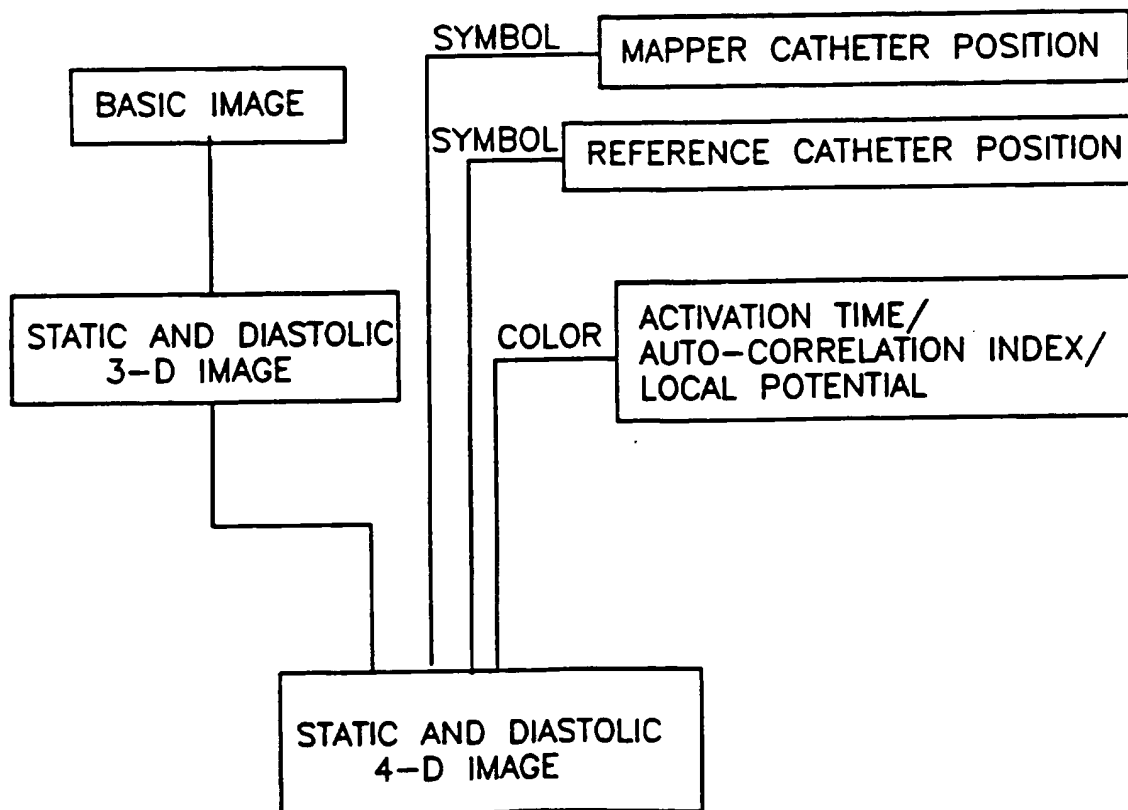 SYMBOL
MAPPER CATHETER POSITION
BASIC IMAGE
SYMBOL
REFERENCE CATHETER POSITION
STATIC AND DIASTOLIC
3-D IMAGE
COLOR
ACTIVATION TIME/
AUTO-CORRELATION INDEX/
LOCAL POTENTIAL
STATIC AND DIASTOLIC
4-D IMAGE